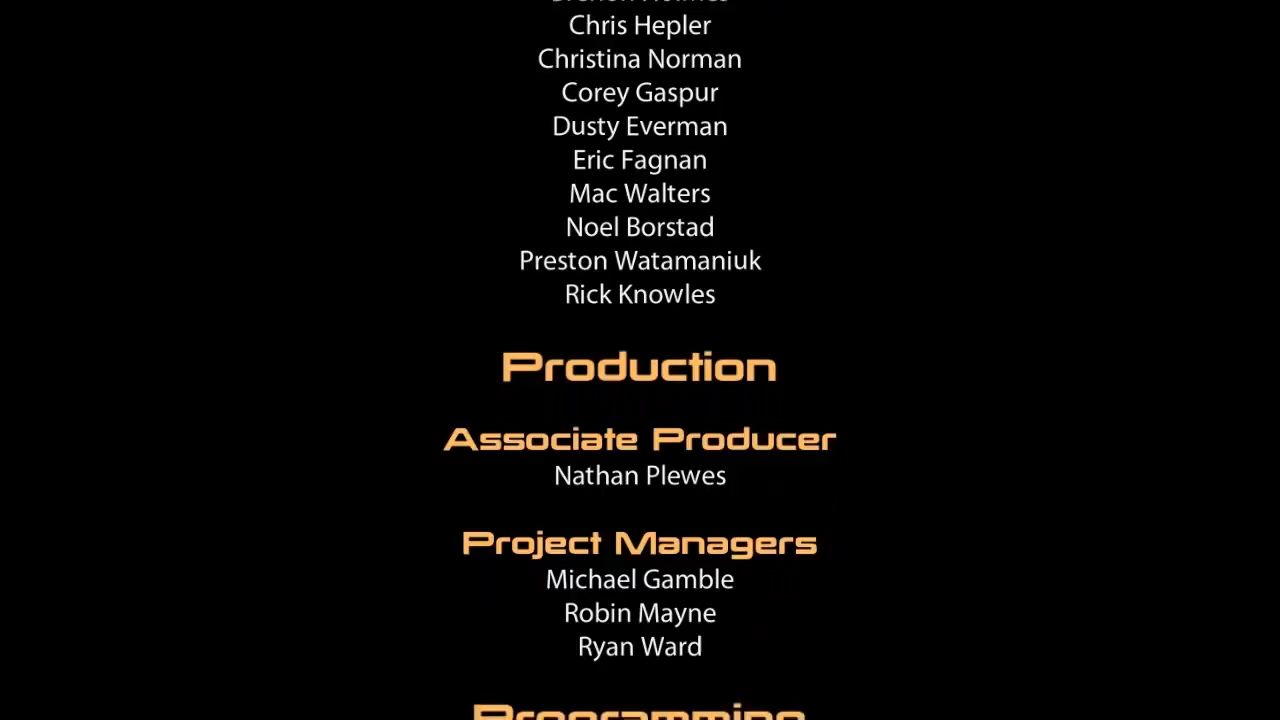 Chris Hepler
Christina Norman
Corey Gaspur
Dusty Everman
Eric Fagnan
Mac Walters
Noel Borstad
Preston Watamaniuk
Rick Knowles
Production
Associate Producer
Nathan Plewes
Project Managers
Michael Gamble
Robin Mayne
Ryan Ward
Programming